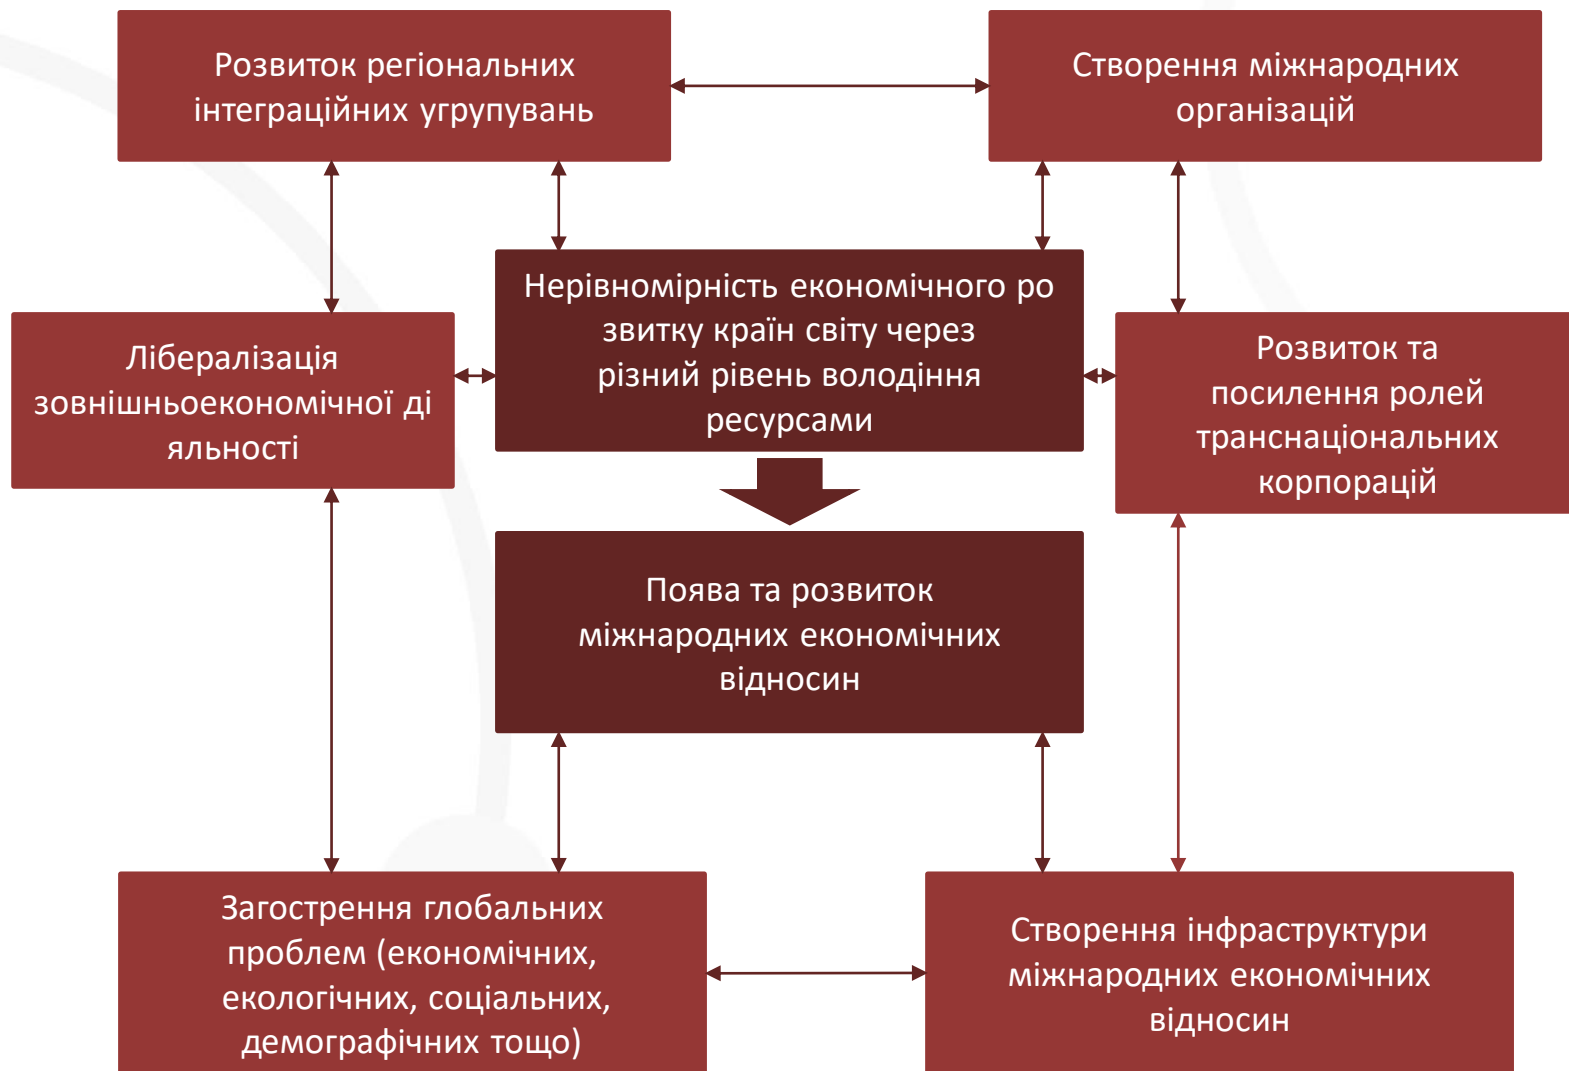 Розвиток регіональних
інтеграційних угрупувань
Створення міжнародних
організацій
Нерівномірність економічного ро
звитку країн світу через
різний рівень володіння
ресурсами
Лібералізація
зовнішньоекономічної ді
яльності
Розвиток та
посилення ролей
транснаціональних
корпорацій
Поява та розвиток
міжнародних економічних
відносин
Загострення глобальних
проблем (економічних,
екологічних, соціальних,
демографічних тощо)
Створення інфраструктури
міжнародних економічних
відносин